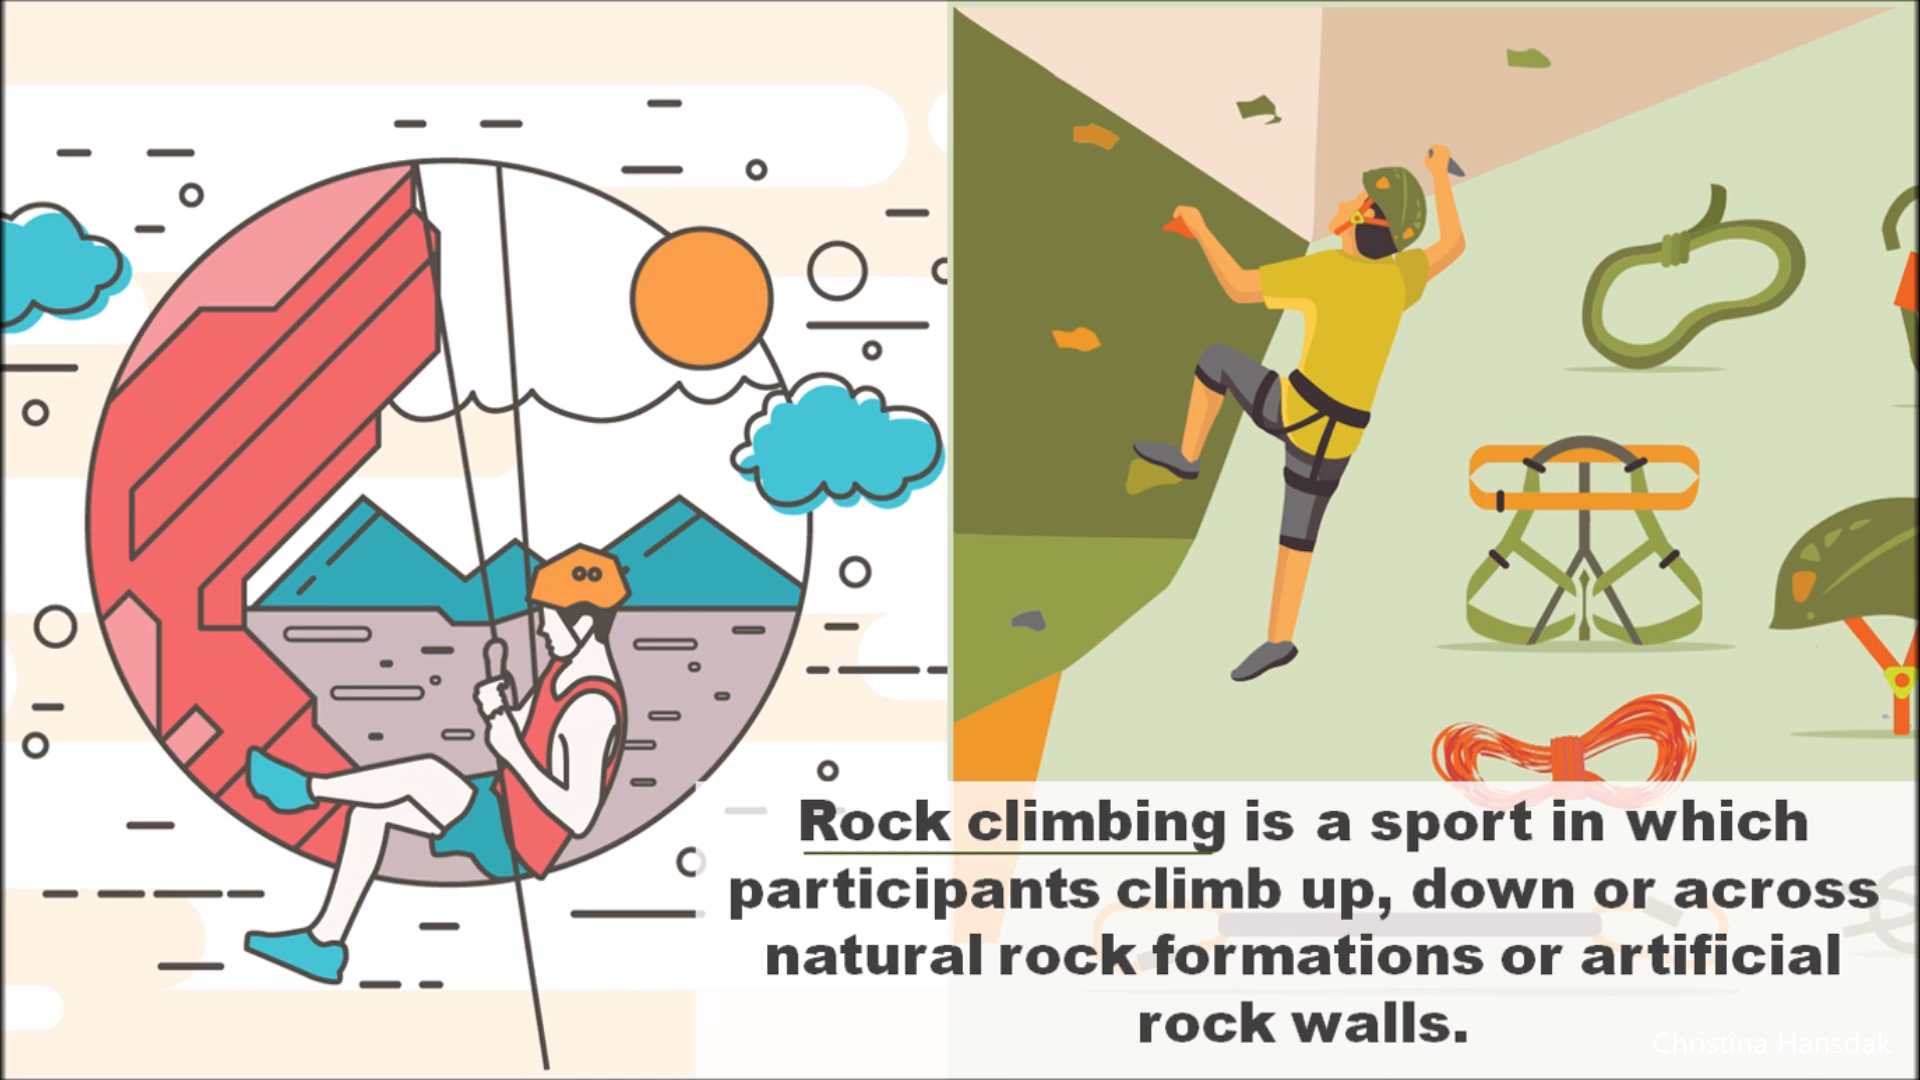 Rock climbing is a sport in which
participants climb up, down or across
natural rock formations or artificial
rock walls.
Christina Hansdak